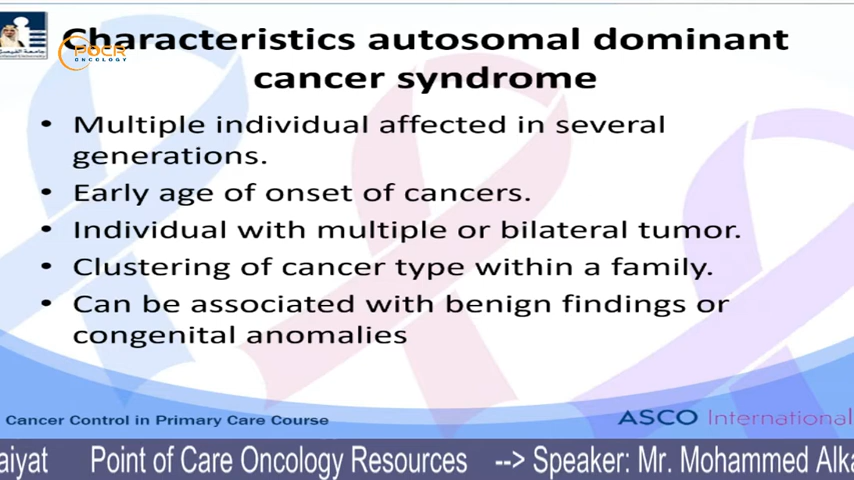 Characteristics autosomal dominant
cancer syndrome
POCR
ONCOLOGY
• Multiple individual affected in several
generations.
• Early age of onset of cancers.
• Individual with multiple or bilateral tumor.
• Clustering of cancer type within a family.
• Can be associated with benign findings or
congenital anomalies
Cancer Control in Primary Care Course
ASCO International
aiyat Point of Care Oncology Resources --> Speaker: Mr. Mohammed Alka